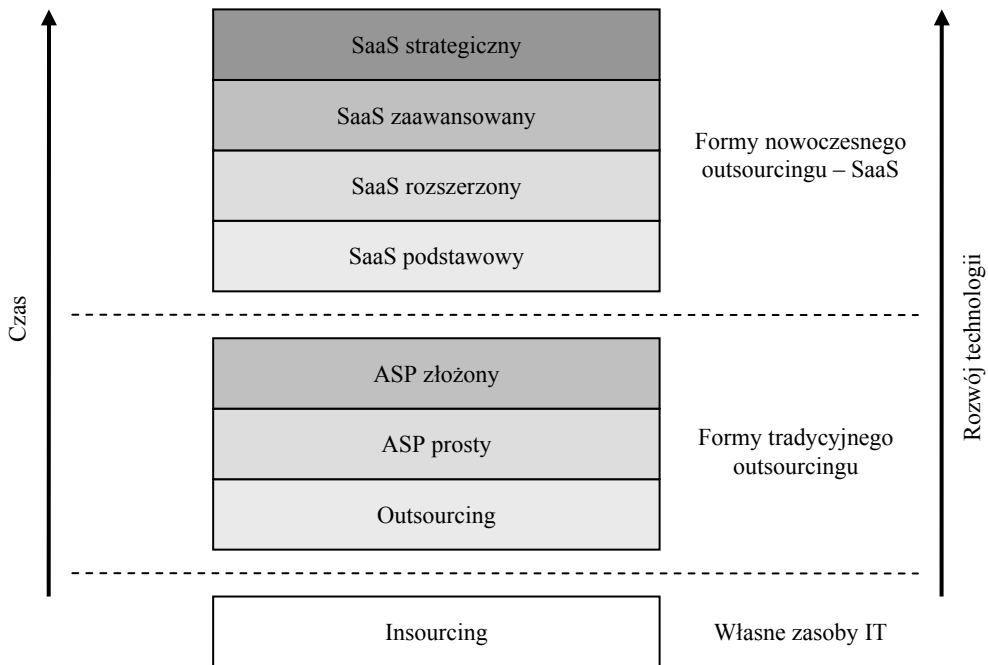 SaaS strategiczny
SaaS zaawansowany
SaaS rozszerzony
SaaS podstawowy
Formy nowoczesnego
outsourcingu – SaaS
Czas
Rozwój technologii
ASP złożony
ASP prosty
Outsourcing
Formy tradycyjnego
outsourcingu
Insourcing
Własne zasoby IT